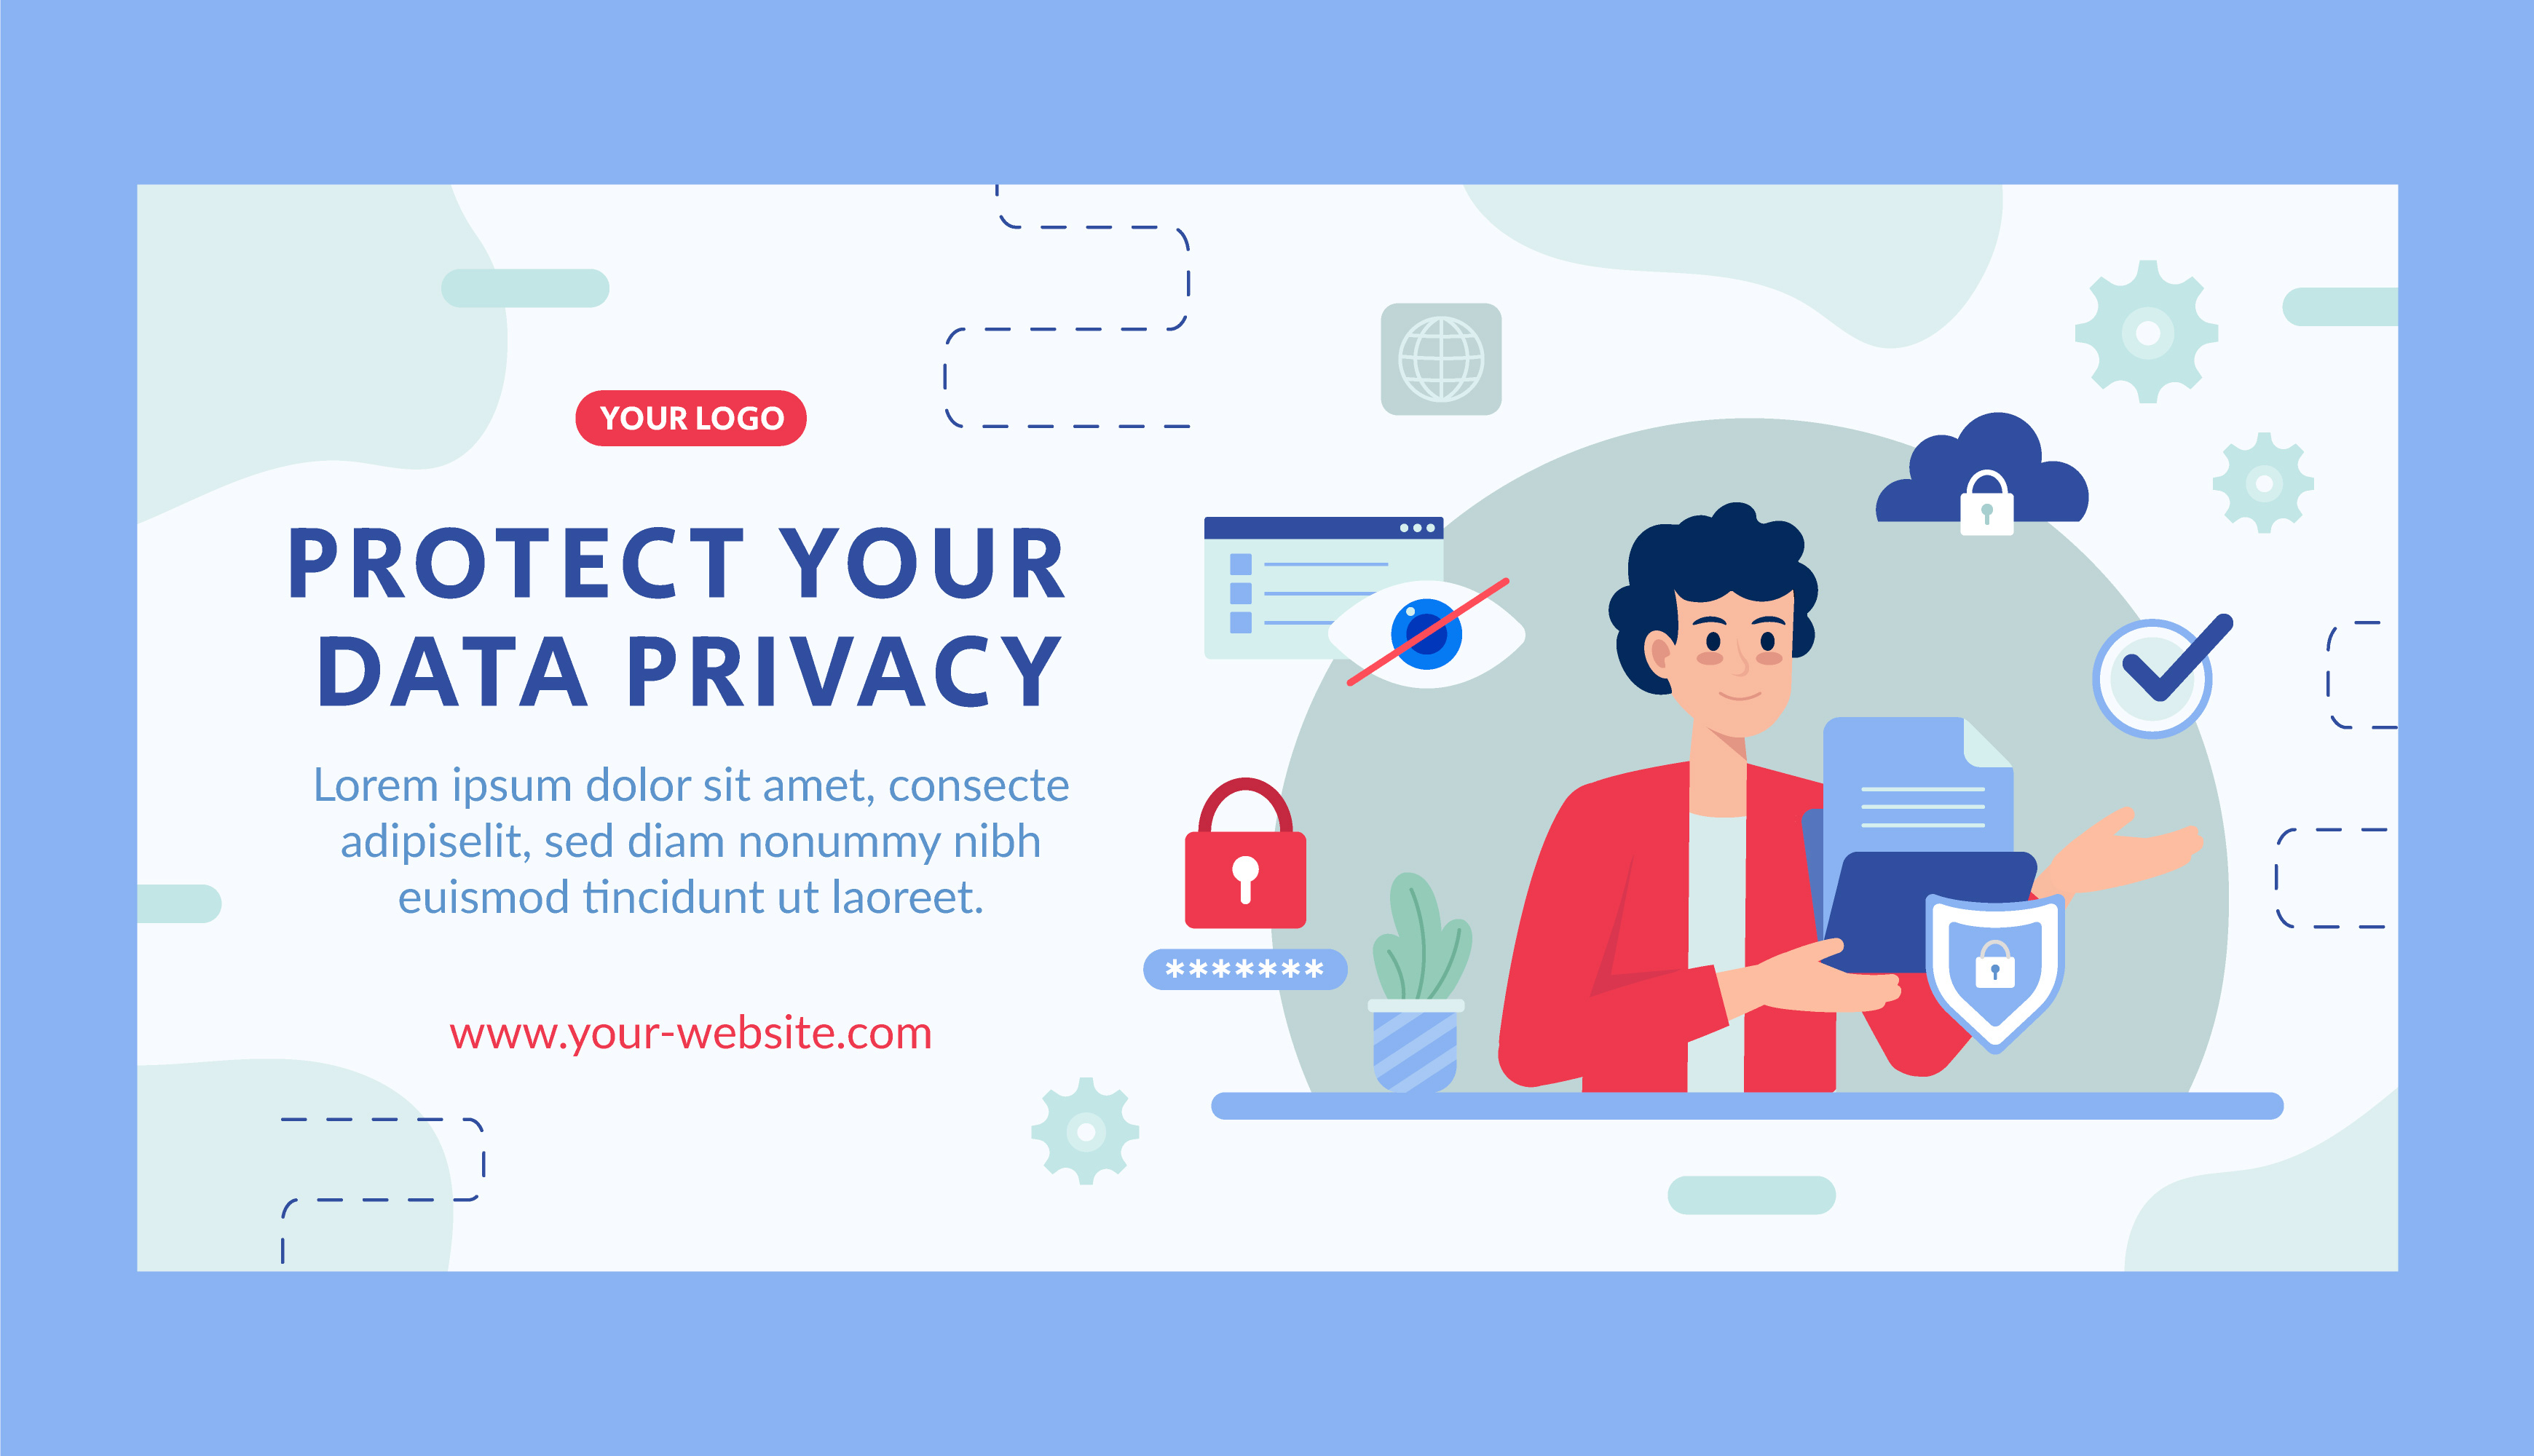 YOUR LOGO
PROTECT YOUR
DATA PRIVACY
Lorem ipsum dolor sit amet, consecte
adipiselit, sed diam nonummy nibh
euismod tincidunt ut laoreet.
*******
www.your-website.com